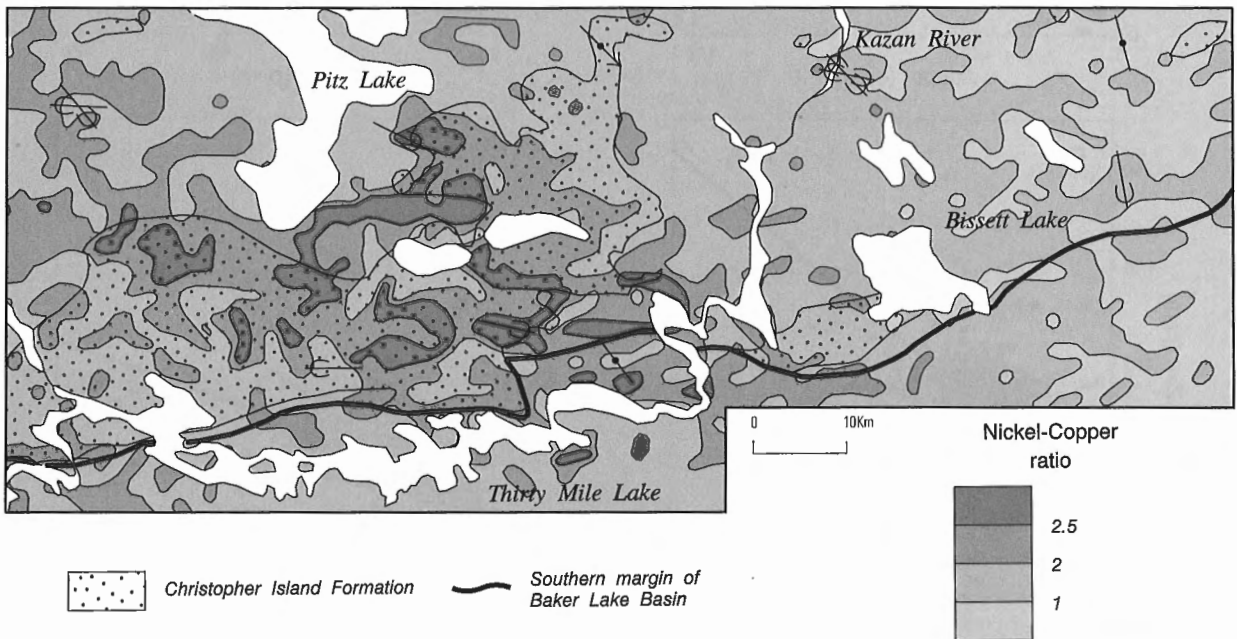 Kazan River
Pitz Lake
Bissett Lake
0 10Km
Nickel-Copper
ratio
Thirty Mile Lake
2.5
2
1
Christopher Island Formation
Southern margin of
Baker Lake Basin